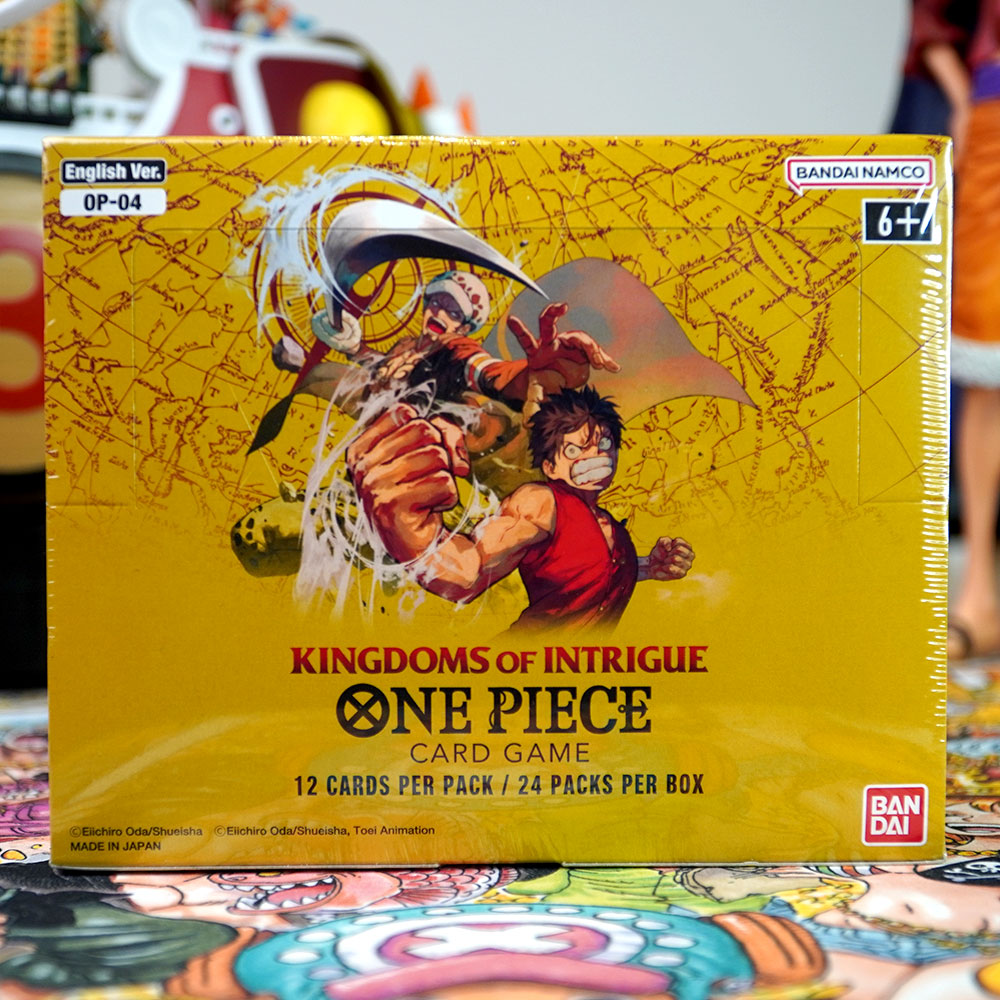 English Ver.
OP-04
BANDAI NAMCO
6+
KINGDOMS OF INTRIGUE
ONE PIECE
CARD GAME
12 CARDS PER PACK / 24 PACKS PER BOX
©Eiichiro Oda/Shueisha ©Eiichiro Oda/Shueisha, Toei Animation
MADE IN JAPAN
BAN
DAI